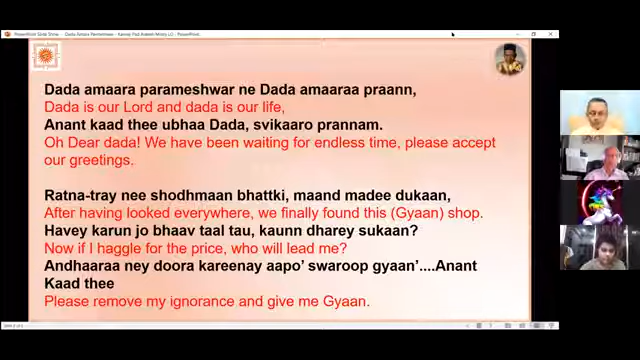 Dada amaara parameshwar ne Dada amaaraa praann,
Dada is our Lord and dada is our life,
Anant kaad thee ubhaa Dada, svikaaro prannam.
Oh Dear dada! We have been waiting for endless time, please accept
our greetings.
Ratna-tray nee shodhmaan bhattki, maand madee dukaan,
After having looked everywhere, we finally found this (Gyaan) shop.
Havey karun jo bhaav taal tau, kaunn dharey sukaan?
Now if I haggle for the price, who will lead me?
Andhaaraa ney doora kareenay aapo' swaroop gyaan'....Anant
Kaad thee
Please remove my ignorance and give me Gyaan.